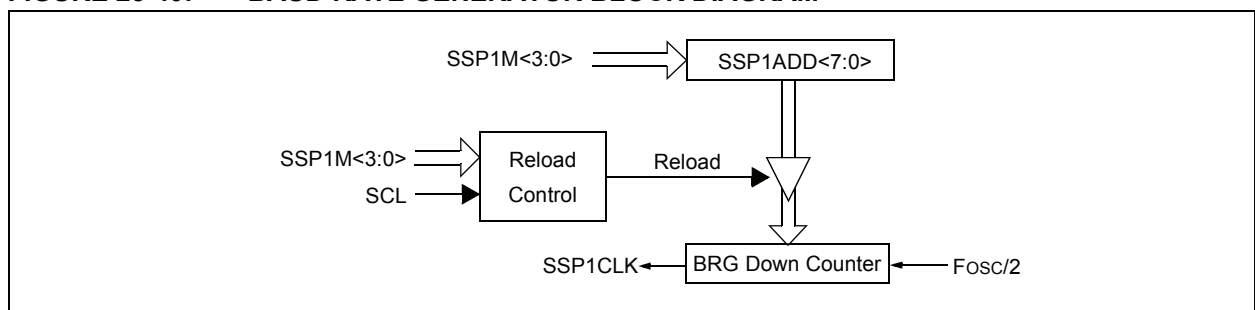 SSP1M<3:0>
SSP1ADD<7:0>
SSP1M<3:0>
SCL
Reload
Control
Reload
SSP1CLK
BRG Down Counter
FOSC/2